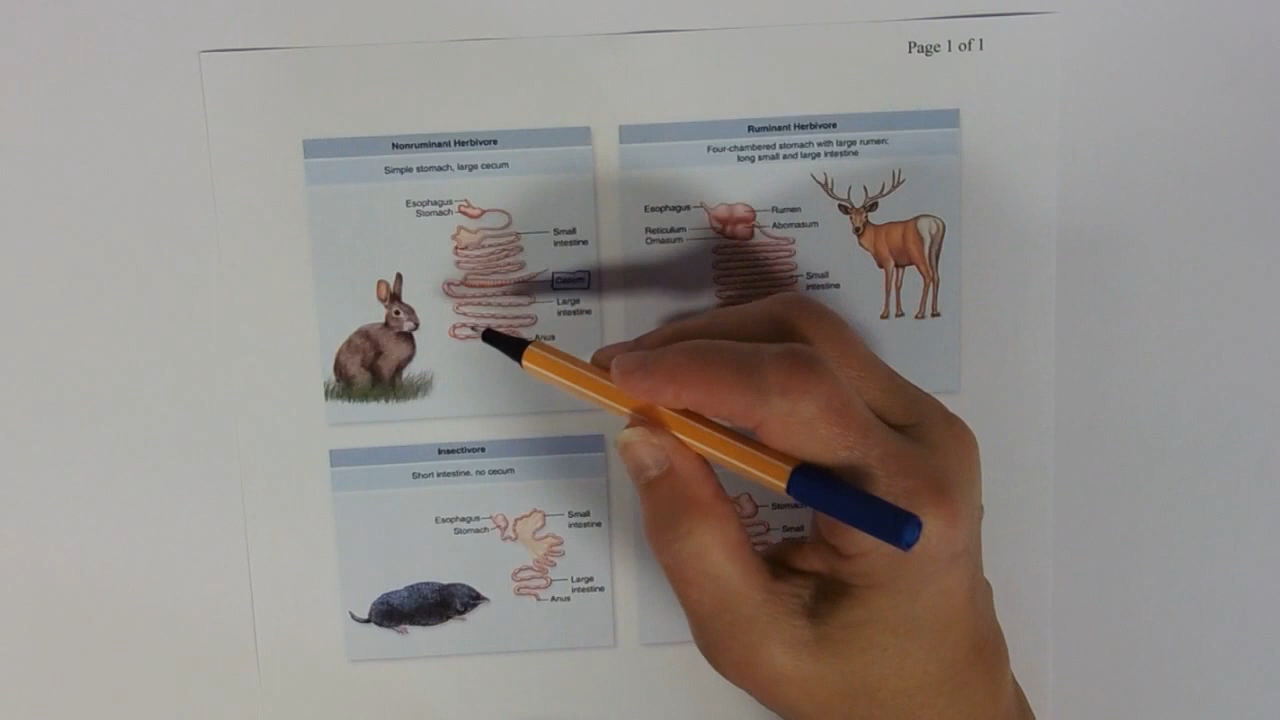 Page 1 of 1
Nonruminant Herbivore
Simple stomach, large cecum
Esophagus
Stomach
Small
intestine
Cecum
Large
intestine
Anus
Ruminant Herbivore
Four-chambered stomach with large rumen;
long small and large intestine
Esophagus
Rumen
Reticulum
Abomasum
Omasum
Small
intestine
Insectivore
Short intestine, no cecum
Esophagus
Stomach
Small
intestine
Large
intestine
Anus
Stomach
Small